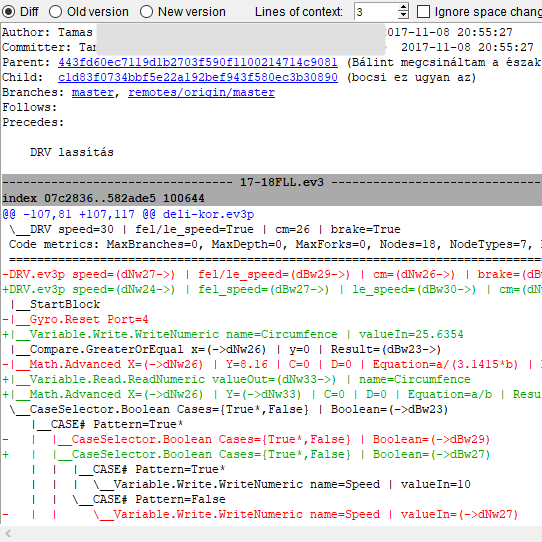 Diff Old version New version Lines of context: 3 Ignore space chang
Author: Tamas 2017-11-08 20:55:27
Committer: Ta 2017-11-08 20:55:27
Parent: 443fd60ec7119d1b2703f590f1100214714c9081 (Bálint megcsináltam a észak
Child: c1d83f0734bbf5e22a192bef943f580ec3b30890 (bocsi ez ugyan az)
Branches: master, remotes/origin/master
Follows:
Precedes:
DRV lassítás
---------------------------------- 17-18FLL.ev3 ----------------------------------
index 07c2836..582ade5 100644
@@ -107,81 +107,117 @@ deli-kor.ev3p
\__DRV speed=30 | fel/le_speed=True | cm=26 | brake=True
Code metrics: MaxBranches=0, MaxDepth=0, MaxForks=0, Nodes=18, NodeTypes=7,
================================================================================
-DRV.ev3p speed=(dNw27->) | fel/le_speed=(dBw29->) | cm=(dNw26->) | brake=(dB
+DRV.ev3p speed=(dNw24->) | fel_speed=(dBw27->) | le_speed=(dBw30->) | cm=(dN
|__StartBlock
-|__Gyro.Reset Port=4
+|__Variable.Write.WriteNumeric name=Circumfence | valueIn=25.6354
|__Compare.GreaterOrEqual x=(->dNw26) | y=0 | Result=(dBw23->)
-|__Math.Advanced X=(->dNw26) | Y=8.16 | C=0 | D=0 | Equation=a/(3.1415*b) |
+|__Variable.Read.ReadNumeric valueOut=(dNw33->) | name=Circumfence
+|__Math.Advanced X=(->dNw26) | Y=(->dNw33) | C=0 | D=0 | Equation=a/b | Resu
\__CaseSelector.Boolean Cases={True*,False} | Boolean=(->dBw23)
|__CASE# Pattern=True*
- | |__CaseSelector.Boolean Cases={True*,False} | Boolean=(->dBw29)
+ | |__CaseSelector.Boolean Cases={True*,False} | Boolean=(->dBw27)
| | |__CASE# Pattern=True*
| | | \__Variable.Write.WriteNumeric name=Speed | valueIn=10
| | \__CASE# Pattern=False
- | | \__Variable.Write.WriteNumeric name=Speed | valueIn=(->dNw27)